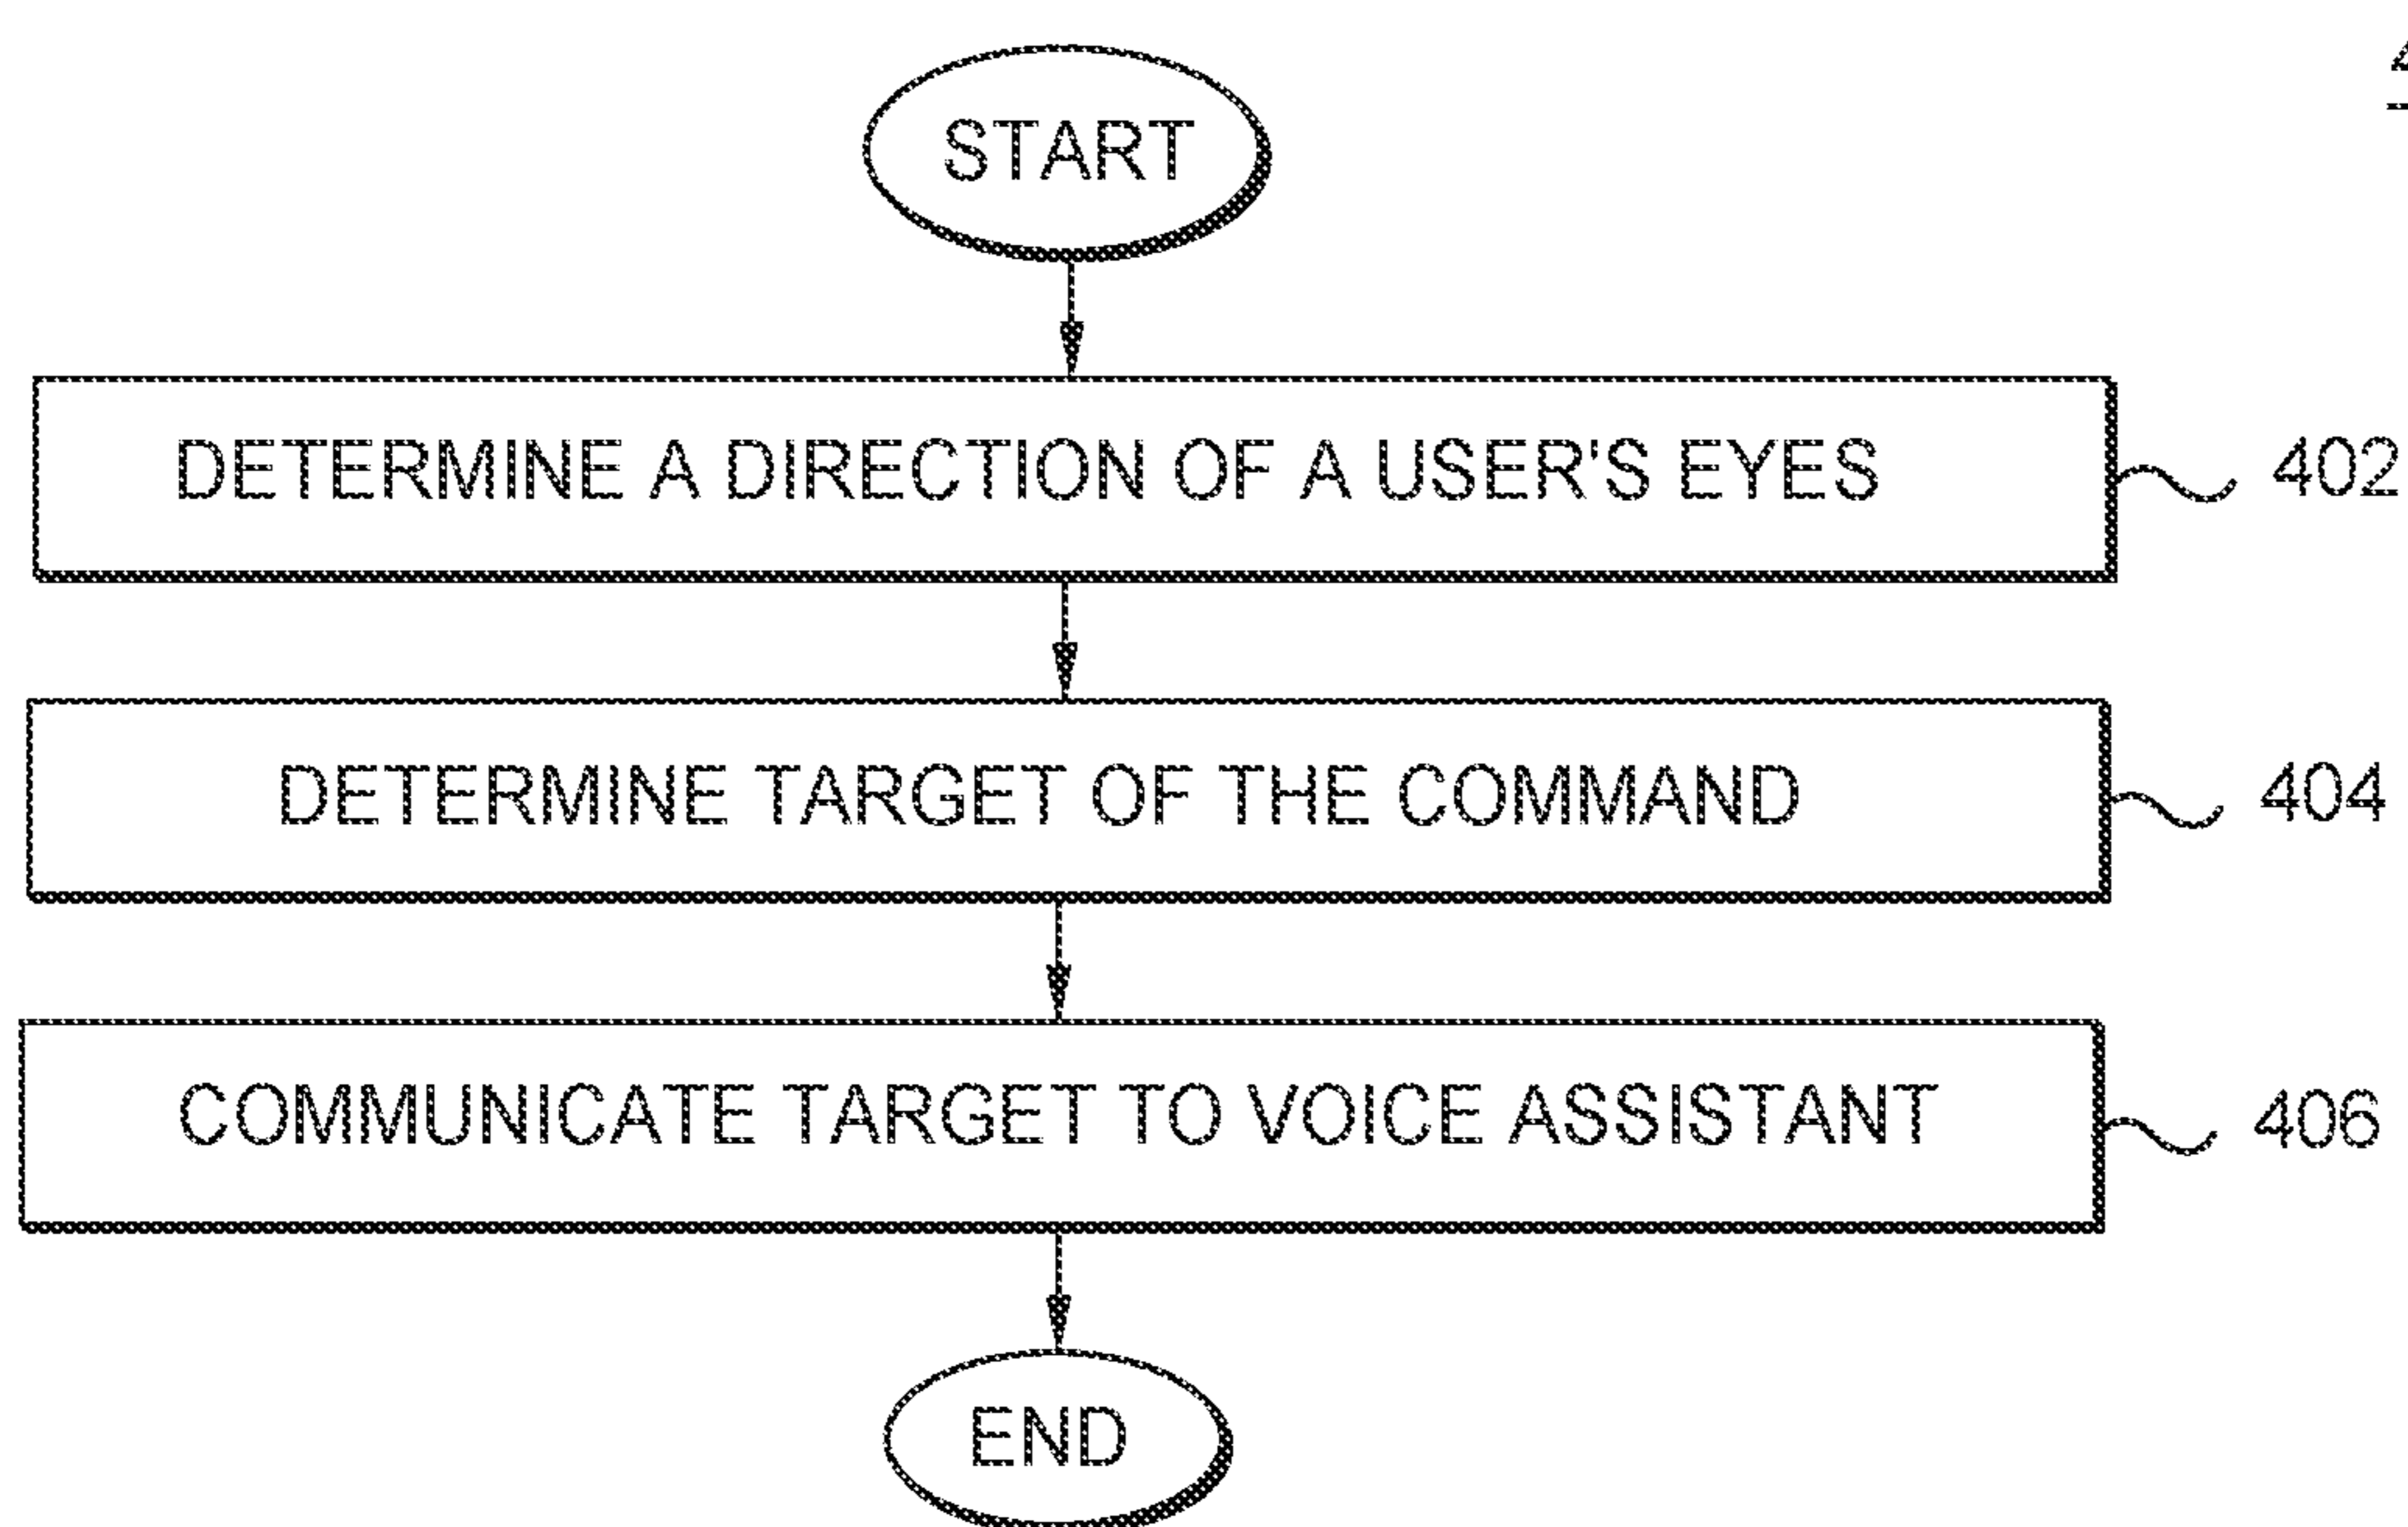 START
DETERMINE A DIRECTION OF A USER'S EYES
402
DETERMINE TARGET OF THE COMMAND
404
COMMUNICATE TARGET TO VOICE ASSISTANT
406
END